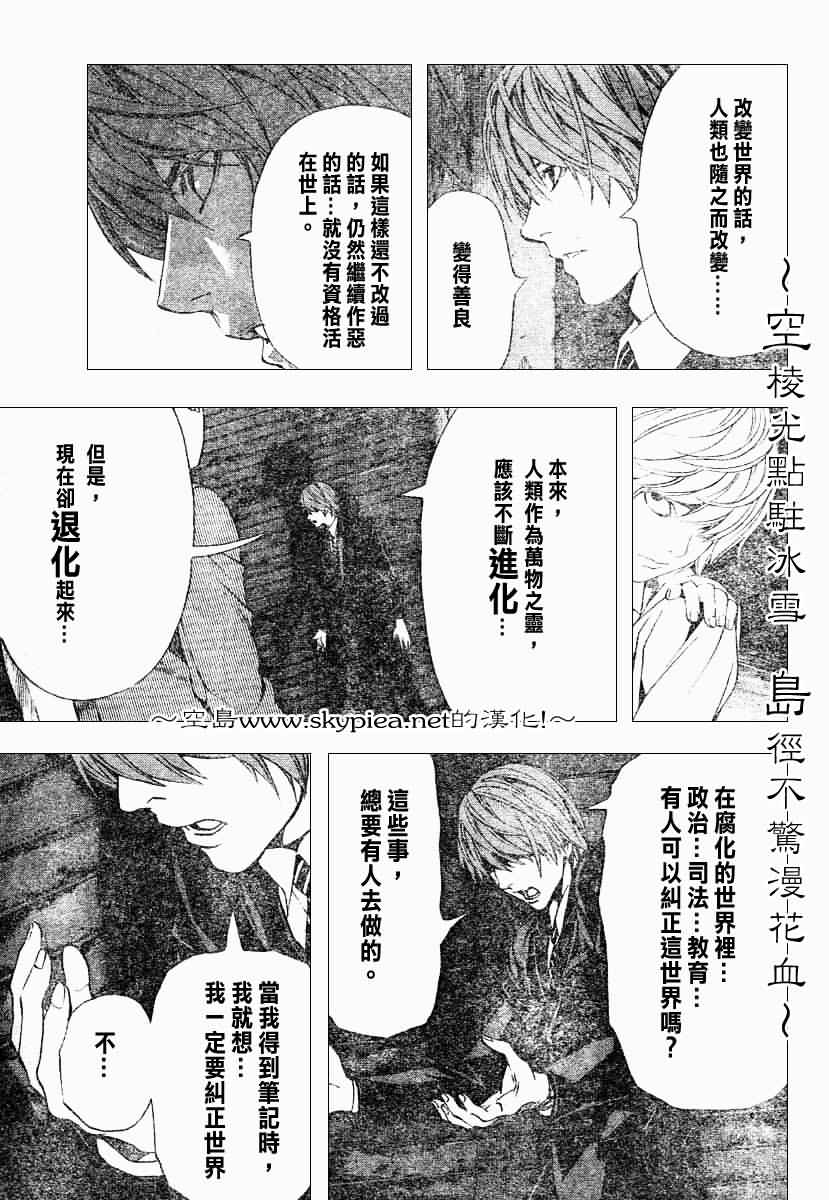 改變世界的話，
人類也隨之而改變……
變得善良
如果這樣還不改過
的話，仍然繼續作惡
的話…就沒有資格活
在世上。
本來，
人類作為萬物之靈，
應該不斷進化…
但是，
現在卻退化起來…
在腐化的世界裡…
政治…司法…教育…
有人可以糾正這世界嗎？
這些事，
總要有人去做的。
當我得到筆記時，
我就想…
我一定要糾正世界
不…
～空棱光點駐冰雪 島徑不驚漫花血～
～空島www.skypiea.net的漢化!～